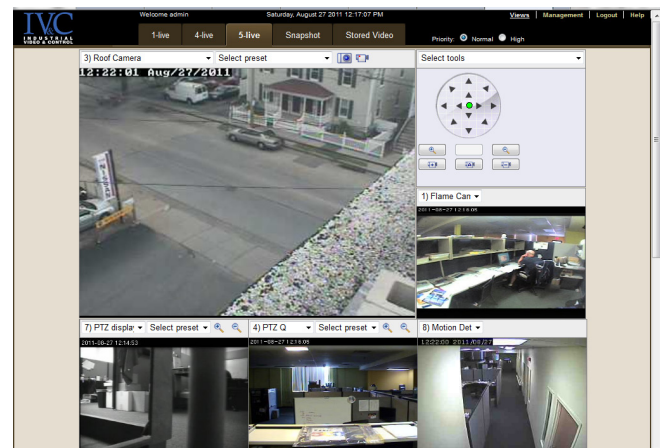 IVC
INDUSTRIAL
VIDEO & CONTROL
Welcome admin
Saturday, August 27 2011 12:17:07 PM
Views | Management | Logout | Help
1-live
4-live
5-live
Snapshot
Stored Video
Priority: Normal High
3) Roof Camera
Select preset
Select tools
12:22:01 Aug/27/2011
NISSAN
1) Flame Can
2011-08-27 12:16:05
7) PTZ display
Select preset
4) PTZ Q
Select preset
8) Motion Det
2011-08-27 12:14:53
2011-08-27 12:16:05
12:22:00 2011/08/27